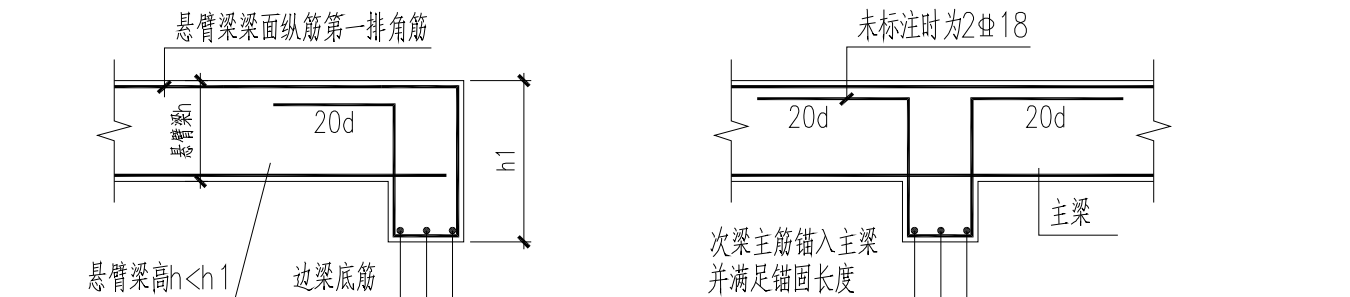 悬臂梁梁面纵筋第一排角筋
20d
悬臂梁h
h1
悬臂梁高h<h1
边梁底筋
未标注时为2Φ18
20d
20d
主梁
次梁主筋锚入主梁
并满足锚固长度